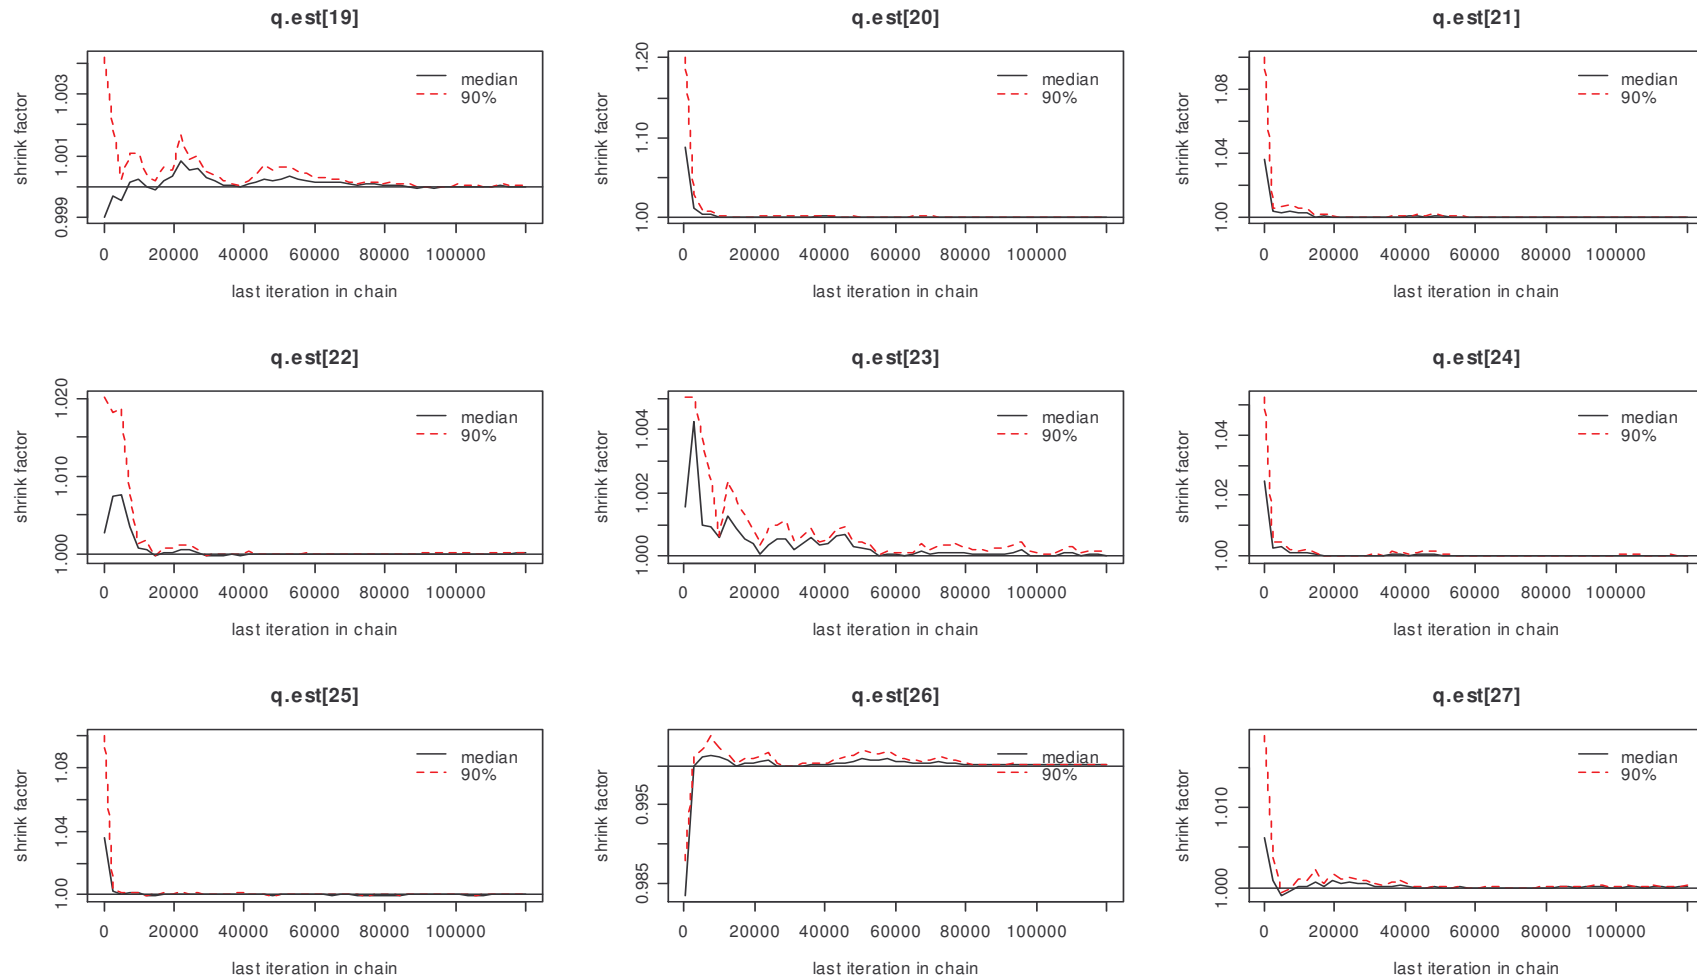 q.est[19]
q.est[20]
q.est[21]
shrink factor
0.999 1.001 1.003
median
90%
0 20000 40000 60000 80000 100000
last iteration in chain
shrink factor
1.00 1.10 1.20
median
90%
0 20000 40000 60000 80000 100000
last iteration in chain
shrink factor
1.00 1.04 1.08
median
90%
0 20000 40000 60000 80000 100000
last iteration in chain
q.est[22]
q.est[23]
q.est[24]
shrink factor
1.000 1.010 1.020
median
90%
0 20000 40000 60000 80000 100000
last iteration in chain
shrink factor
1.000 1.002 1.004
median
90%
0 20000 40000 60000 80000 100000
last iteration in chain
shrink factor
1.00 1.02 1.04
median
90%
0 20000 40000 60000 80000 100000
last iteration in chain
q.est[25]
q.est[26]
q.est[27]
shrink factor
1.00 1.04 1.08
median
90%
0 20000 40000 60000 80000 100000
last iteration in chain
shrink factor
0.985 0.995
median
90%
0 20000 40000 60000 80000 100000
last iteration in chain
shrink factor
1.000 1.010
median
90%
0 20000 40000 60000 80000 100000
last iteration in chain